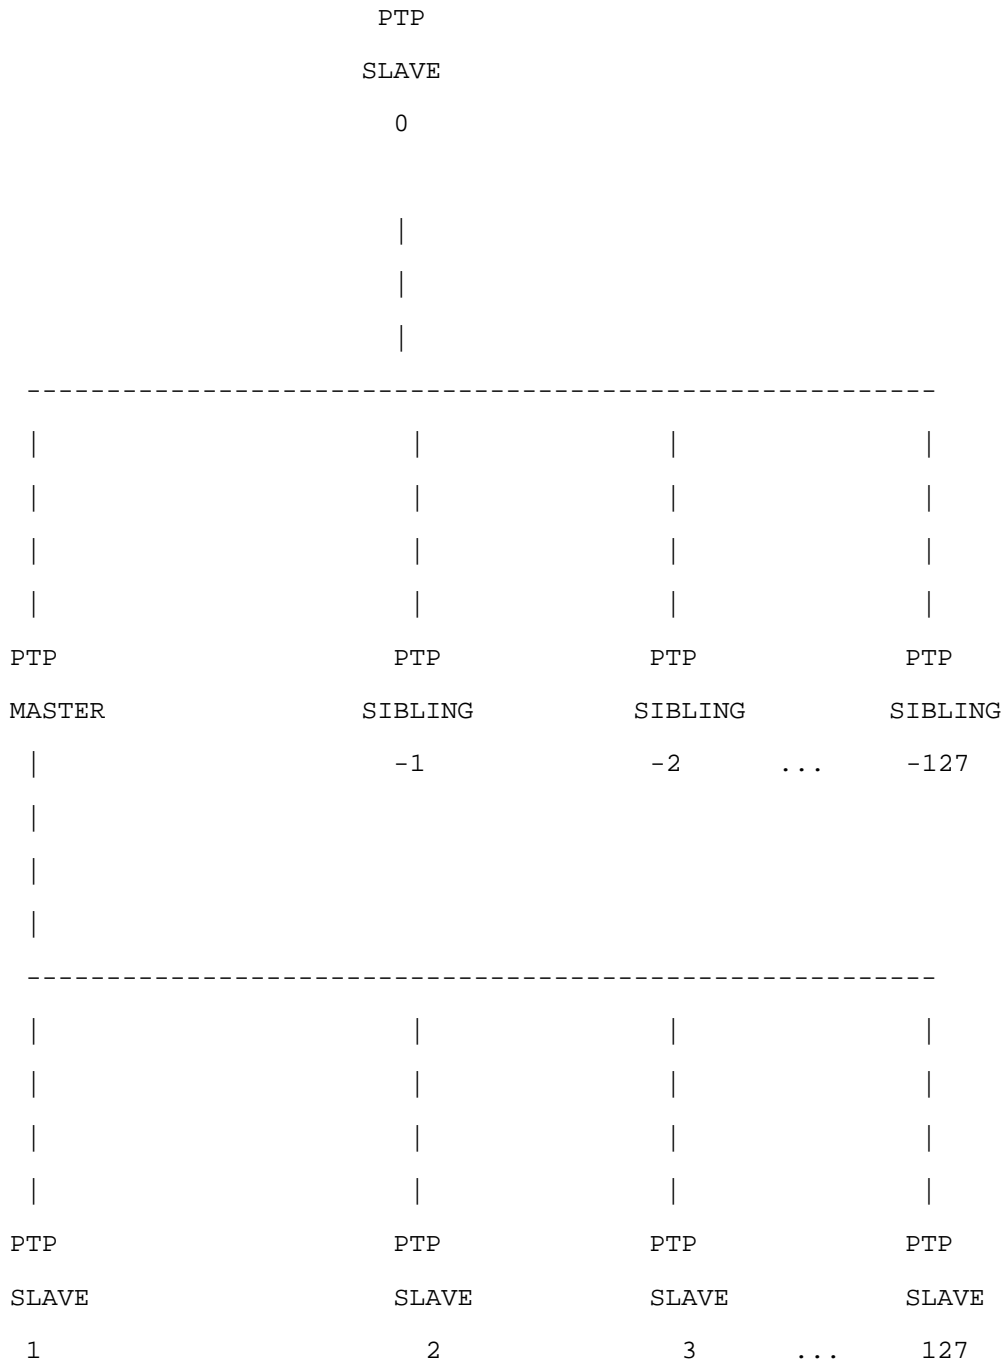 PTP
SLAVE
0
|
|
|
---------------------------------------------------------
| | | |
| | | |
| | | |
| | | |
PTP PTP PTP PTP
MASTER SIBLING SIBLING SIBLING
| -1 -2 ... -127
|
|
|
---------------------------------------------------------
| | | |
| | | |
| | | |
| | | |
PTP PTP PTP PTP
SLAVE SLAVE SLAVE SLAVE
1 2 3 ... 127